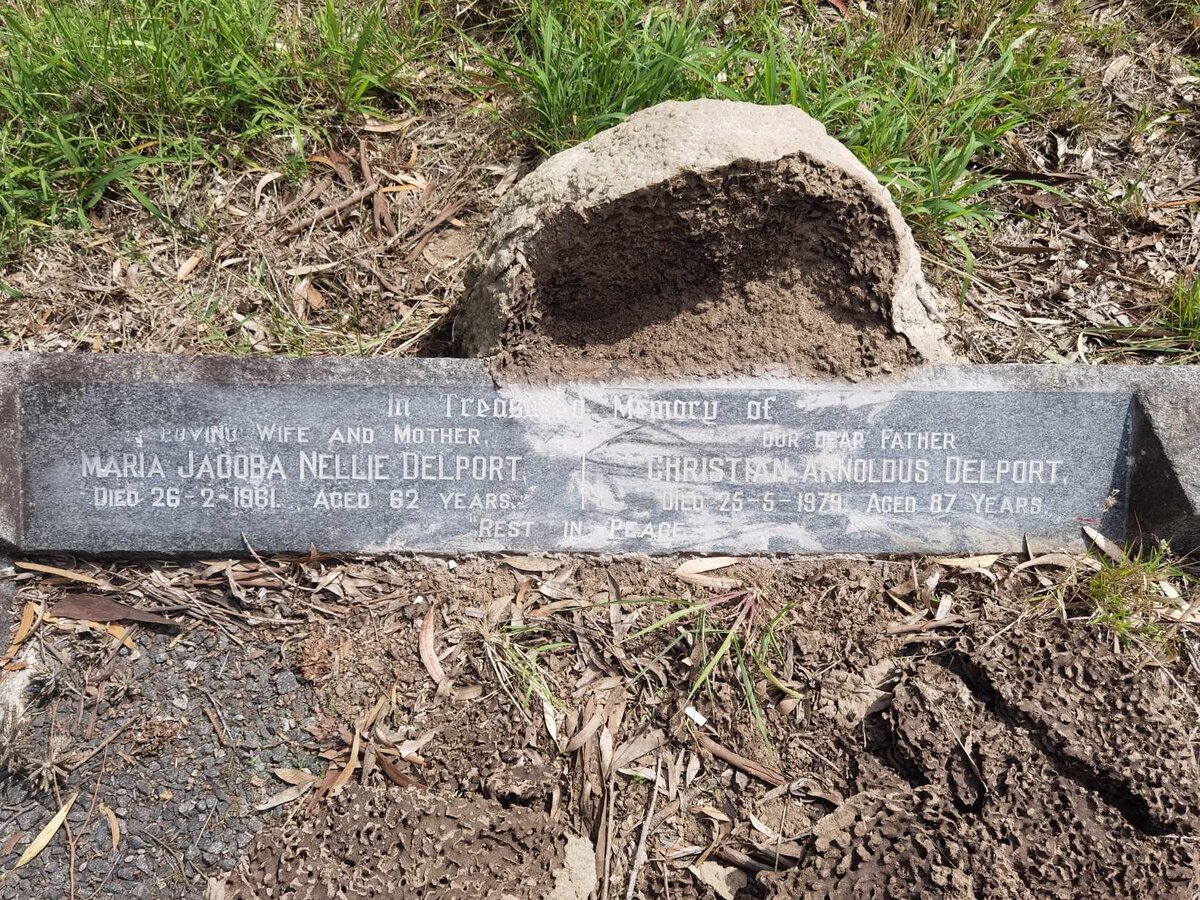 In Treasured Memory of
LOVING WIFE AND MOTHER,
MARIA JACOBA NELLIE DELPORT,
DIED 26-2-1961. AGED 62 YEARS.
OUR DEAR FATHER
CHRISTIAN ARNOLDUS DELPORT,
DIED 25-5-1979. AGED 87 YEARS.
"REST IN PEACE"